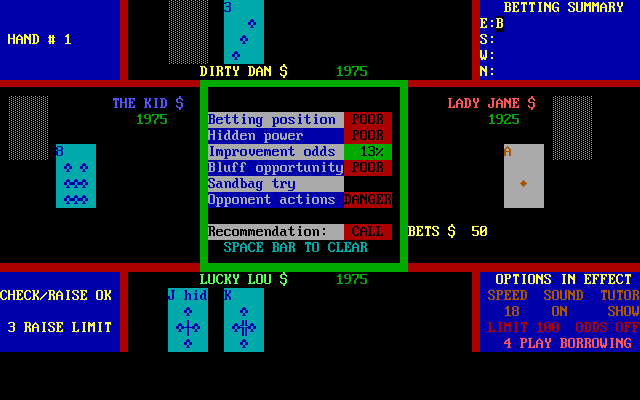 3
BETTING SUMMARY
E:B
HAND # 1
S:
W:
DIRTY DAN $ 1975
N:
THE KID $
1975
LADY JANE $
1925
Betting position POOR
Hidden power POOR
8
Improvement odds 13%
A
Bluff opportunity POOR
Sandbag try
Opponent actions DANGER
Recommendation: CALL
BETS $ 50
SPACE BAR TO CLEAR
LUCKY LOU $ 1975
OPTIONS IN EFFECT
CHECK/RAISE OK
J hid
K
SPEED SOUND TUTOR
18 ON SHOW
3 RAISE LIMIT
LIMIT 100 ODDS OFF
4 PLAY BORROWING